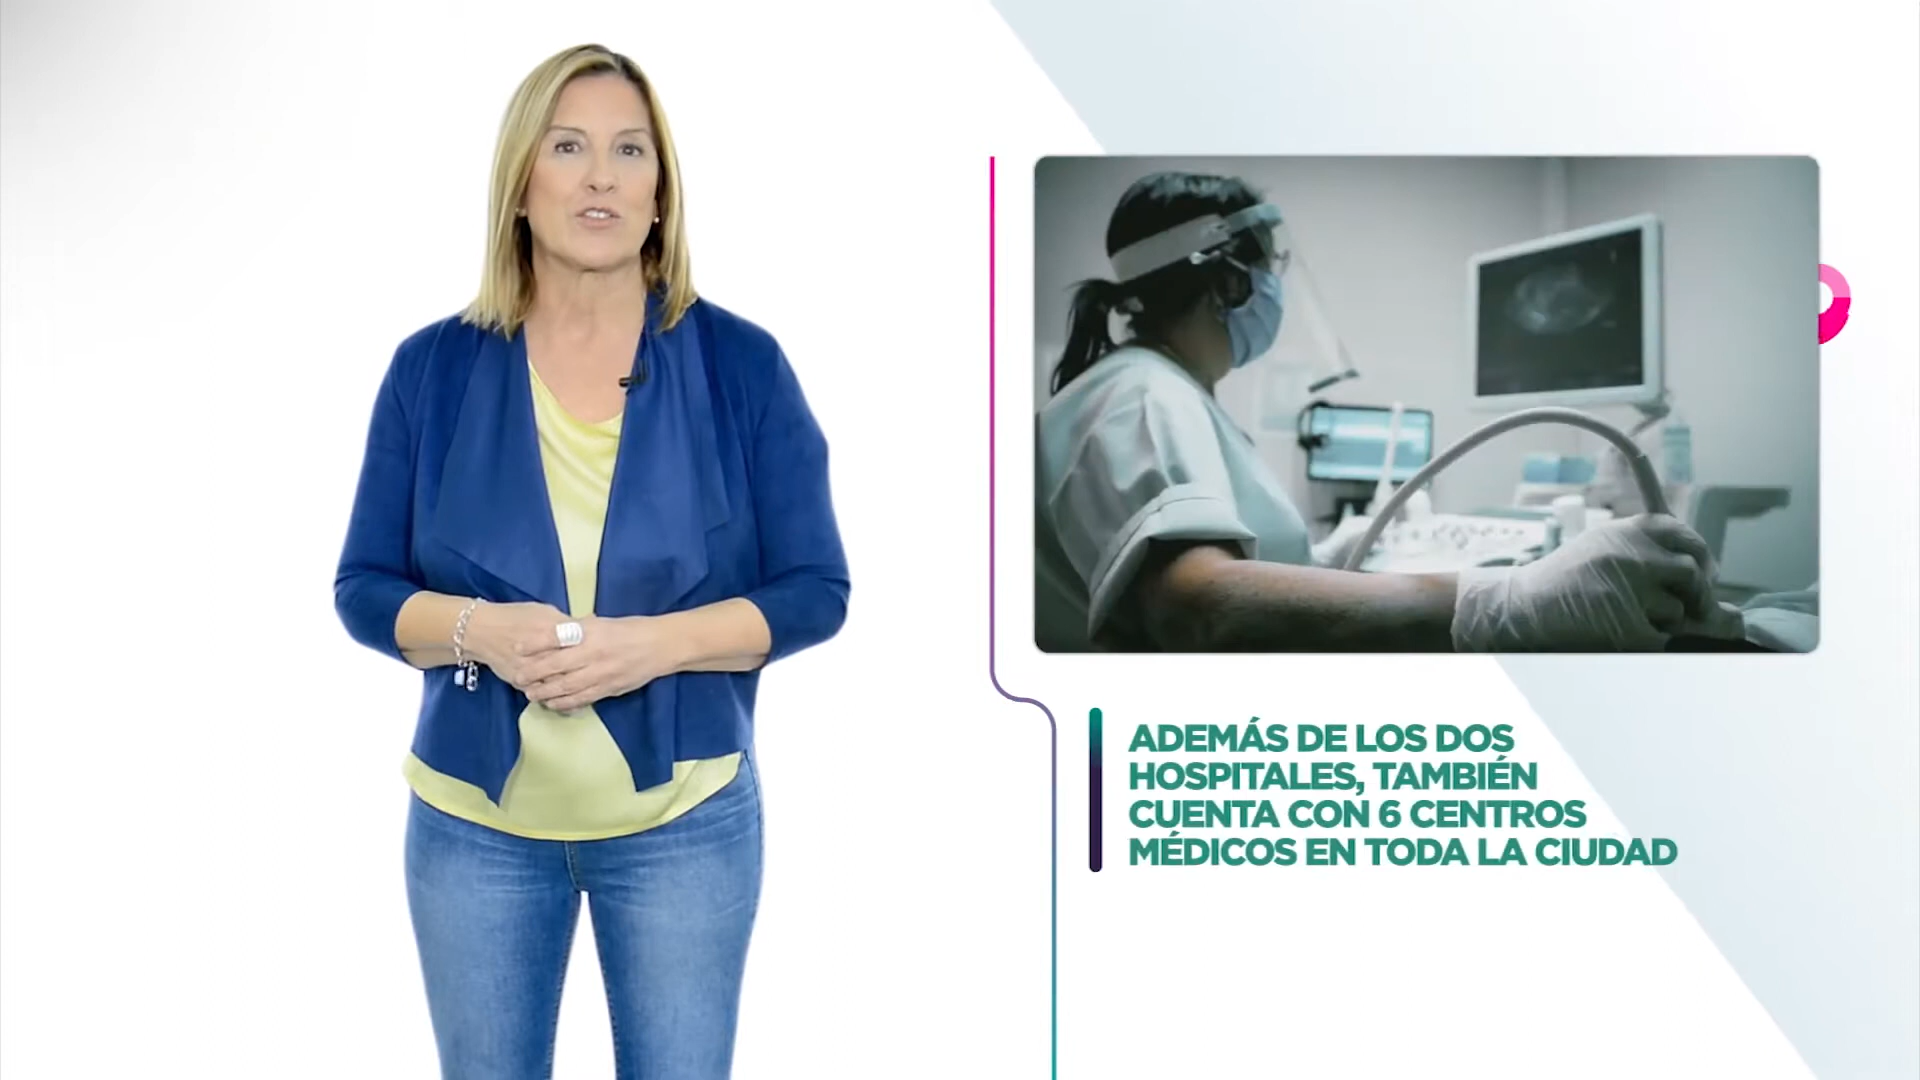 ADEMÁS DE LOS DOS
HOSPITALES, TAMBIÉN
CUENTA CON 6 CENTROS
MÉDICOS EN TODA LA CIUDAD